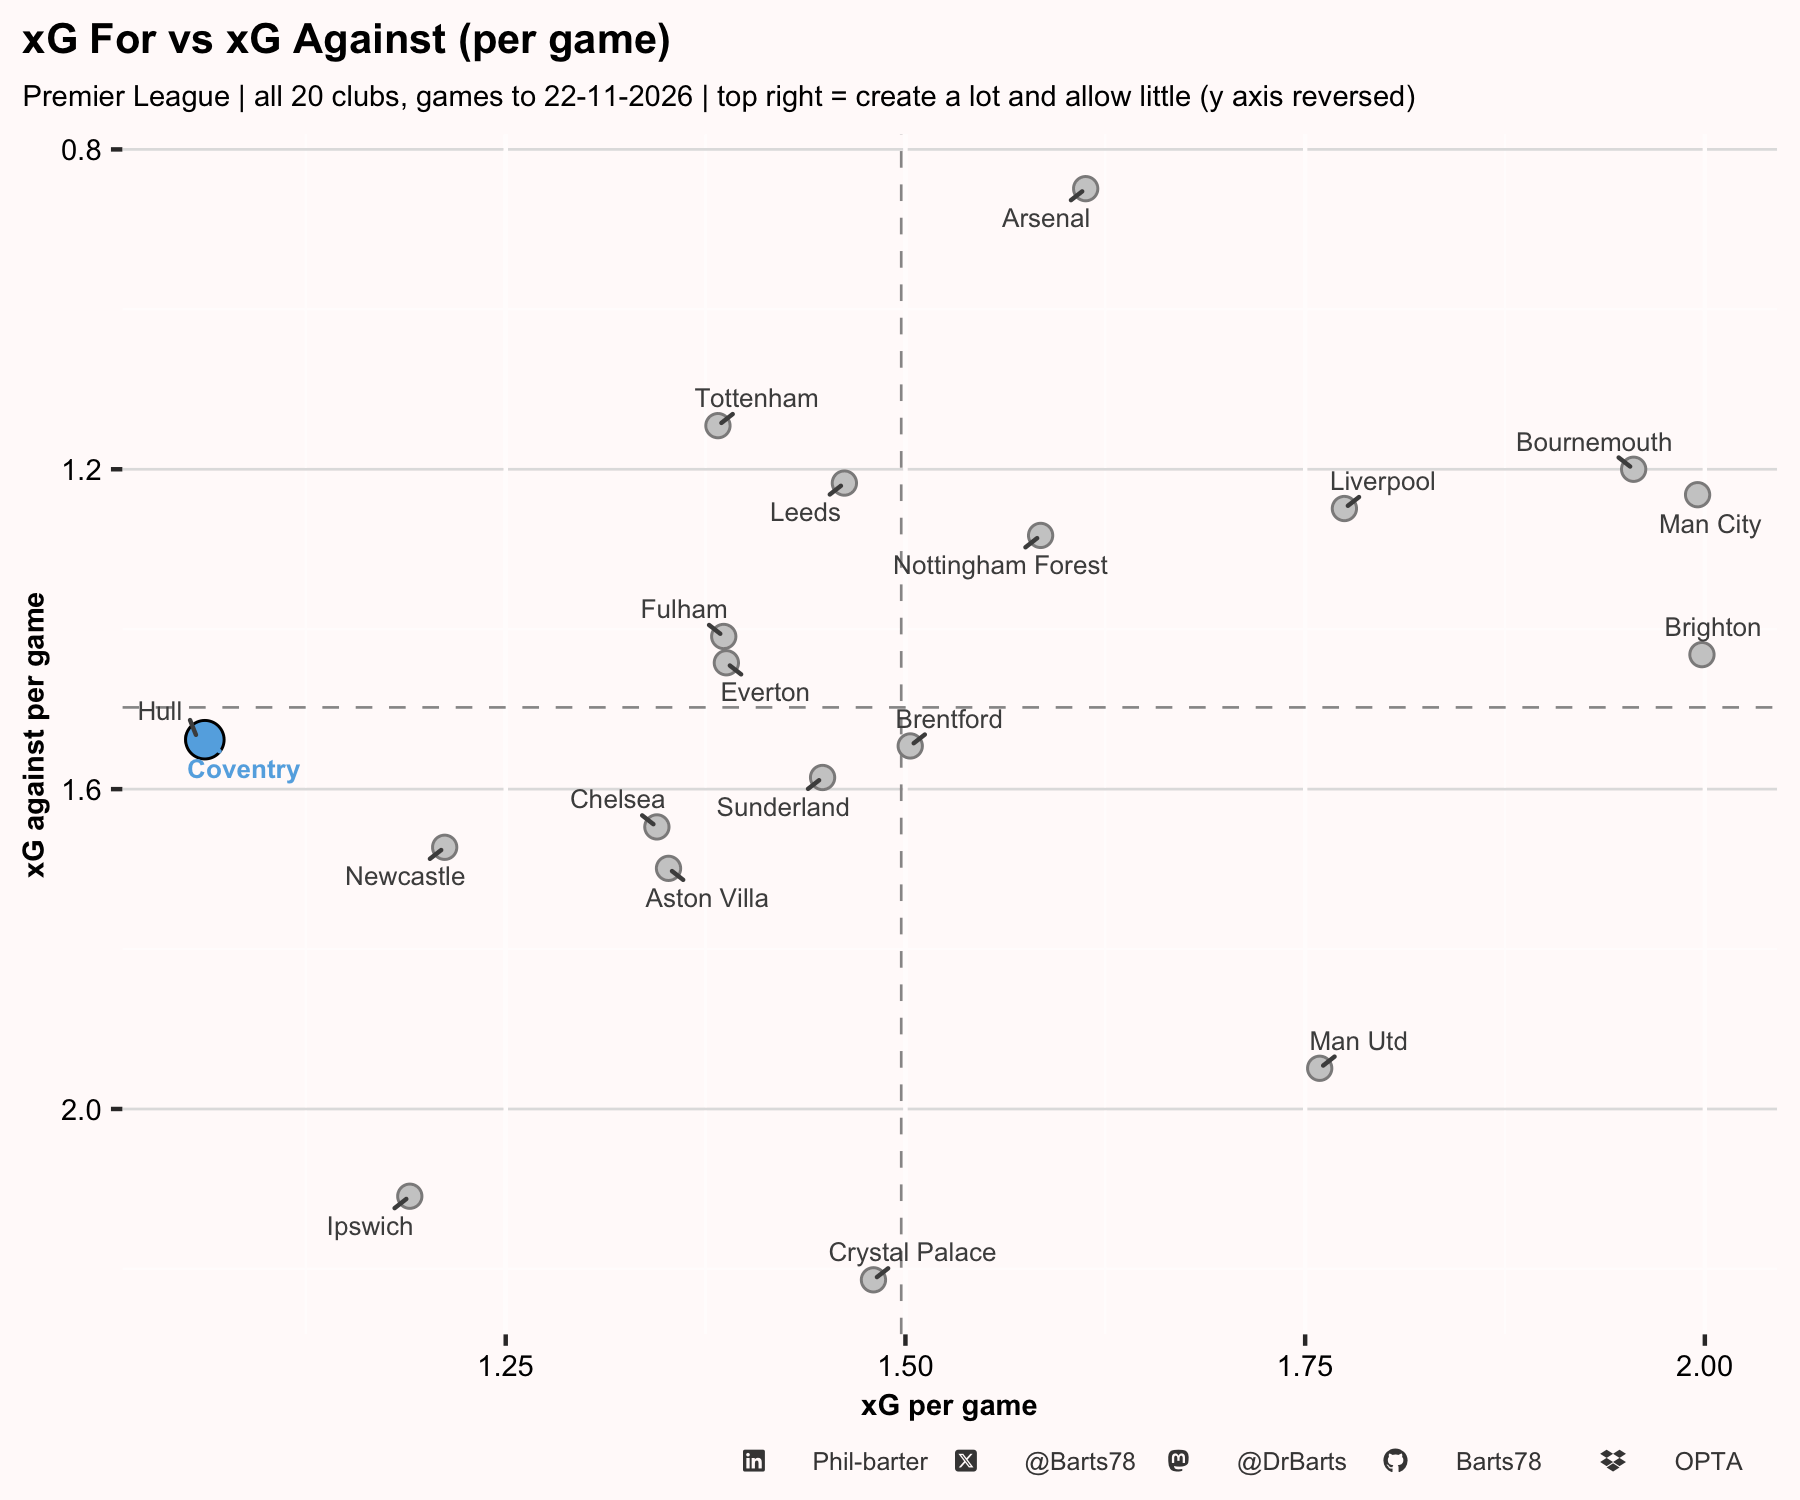 xG For vs xG Against (per game)
Premier League | all 20 clubs, games to 22-11-2026 | top right = create a lot and allow little (y axis reversed)
0.8
Arsenal
Tottenham
Bournemouth
1.2
Liverpool
Leeds
Man City
Nottingham Forest
Fulham
Brighton
xG against per game
Everton
Hull
Brentford
Coventry
1.6
Chelsea
Sunderland
Newcastle
Aston Villa
Man Utd
2.0
Ipswich
Crystal Palace
1.25 1.50 1.75 2.00
xG per game
Phil-barter @Barts78 @DrBarts Barts78 OPTA